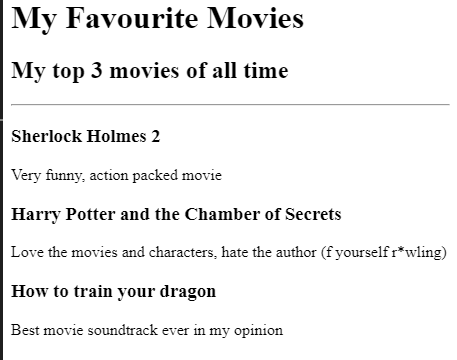 My Favourite Movies
My top 3 movies of all time
Sherlock Holmes 2
Very funny, action packed movie
Harry Potter and the Chamber of Secrets
Love the movies and characters, hate the author (f yourself r*wling)
How to train your dragon
Best movie soundtrack ever in my opinion